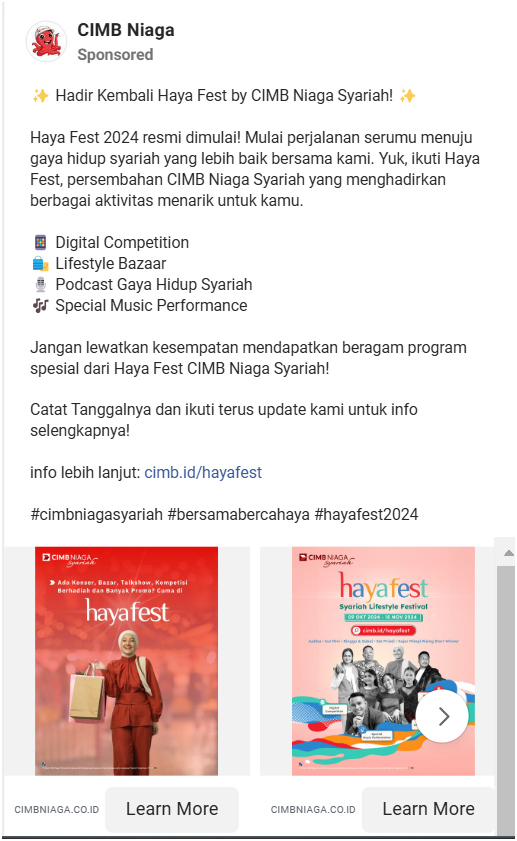 CIMB Niaga
Sponsored
✨ Hadir Kembali Haya Fest by CIMB Niaga Syariah! ✨
Haya Fest 2024 resmi dimulai! Mulai perjalanan serumu menuju
gaya hidup syariah yang lebih baik bersama kami. Yuk, ikuti Haya
Fest, persembahan CIMB Niaga Syariah yang menghadirkan
berbagai aktivitas menarik untuk kamu.
Digital Competition
Lifestyle Bazaar
Podcast Gaya Hidup Syariah
Special Music Performance
Jangan lewatkan kesempatan mendapatkan beragam program
spesial dari Haya Fest CIMB Niaga Syariah!
Catat Tanggalnya dan ikuti terus update kami untuk info
selengkapnya!
info lebih lanjut: cimb.id/hayafest
#cimbniagasyariah #bersamabercahaya #hayafest2024
CIMB NIAGA
Syariah
Ada Konser, Bazar, Talkshow, Kompetisi
Berhadiah dan Banyak Promo? Cuma di
hayafest
CIMBNIAGA.CO.ID
Learn More
CIMB NIAGA
Syariah
hayafest
Syariah Lifestyle Festival
09 OKT 2024 - 15 NOV 2024
cimb.id/hayafest
Digital
Competition
Special
CIMBNIAGA.CO.ID
Learn More